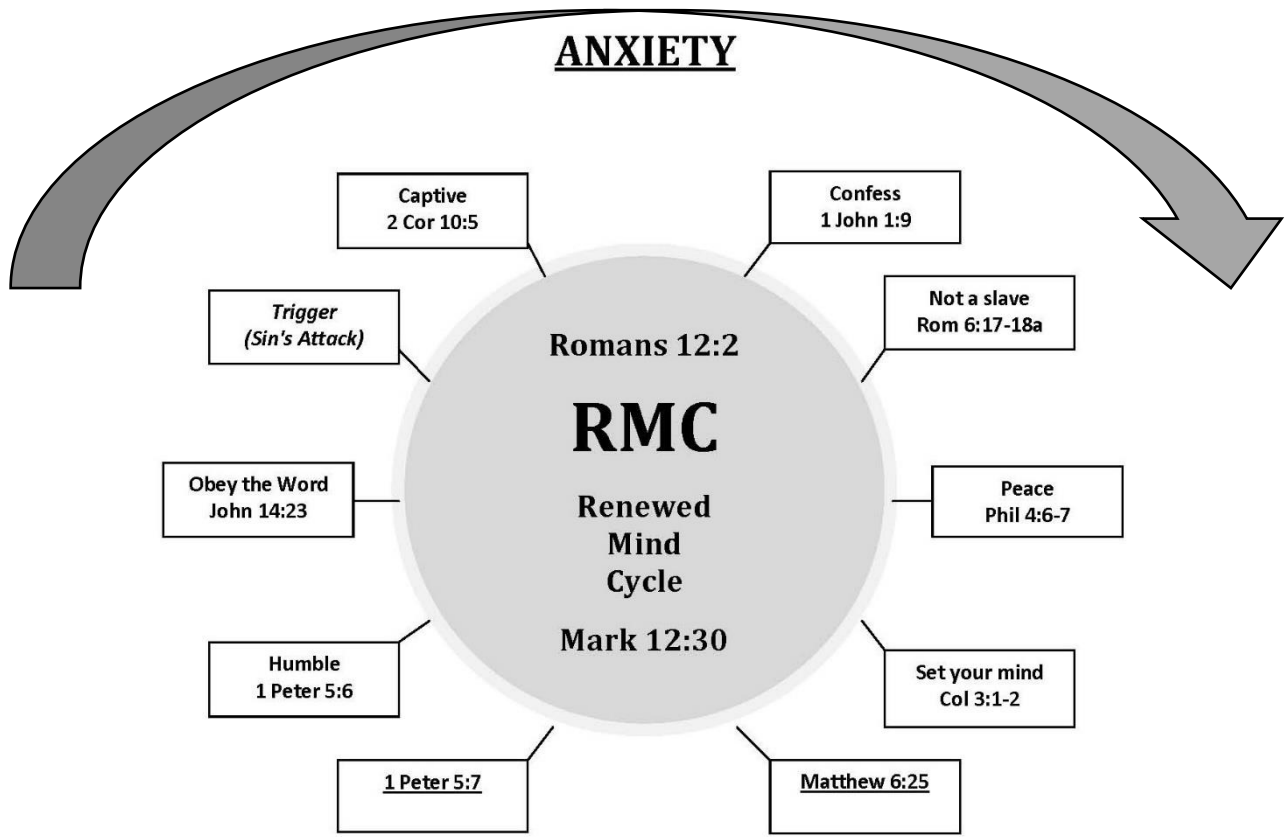 ANXIETY
Captive
2 Cor 10:5
Confess
1 John 1:9
Trigger
(Sin's Attack)
Not a slave
Rom 6:17-18a
Romans 12:2
RMC
Renewed
Mind
Cycle
Mark 12:30
Obey the Word
John 14:23
Peace
Phil 4:6-7
Humble
1 Peter 5:6
Set your mind
Col 3:1-2
1 Peter 5:7
Matthew 6:25